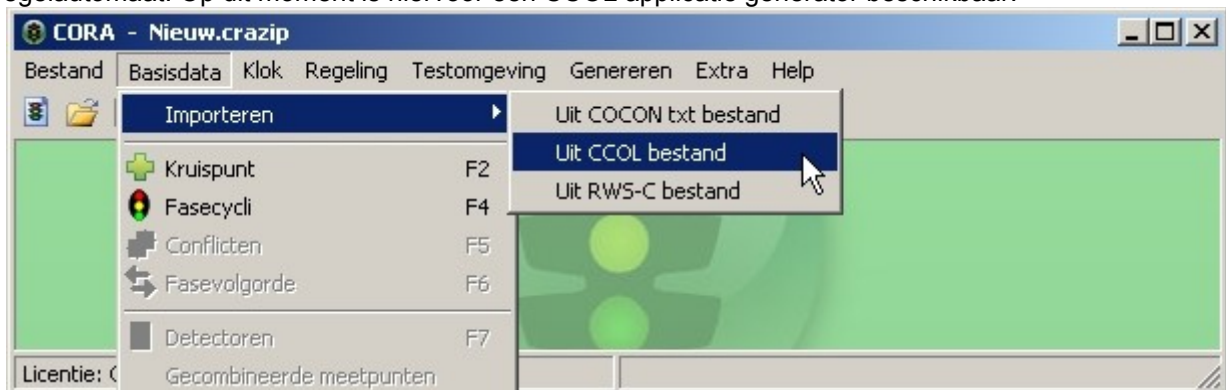 CORA - Nieuw.crazip
Bestand Basisdata Klok Regeling Testomgeving Genereren Extra Help
Importeren
Uit COCON txt bestand
Uit CCOL bestand
Uit RWS-C bestand
Kruispunt F2
Fasecycli F4
Conflicten F5
Fasevolgorde F6
Detectoren F7
Gecombineerde meetpunten
Licentie: